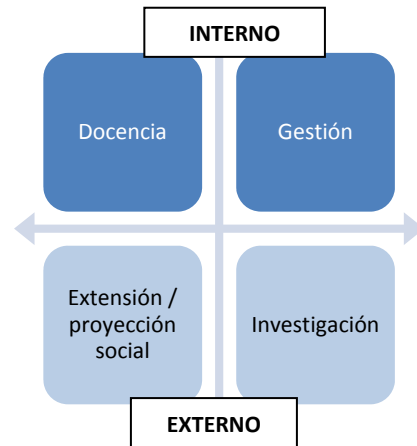 INTERNO
Docencia
Gestión
Extensión /
proyección
social
Investigación
EXTERNO